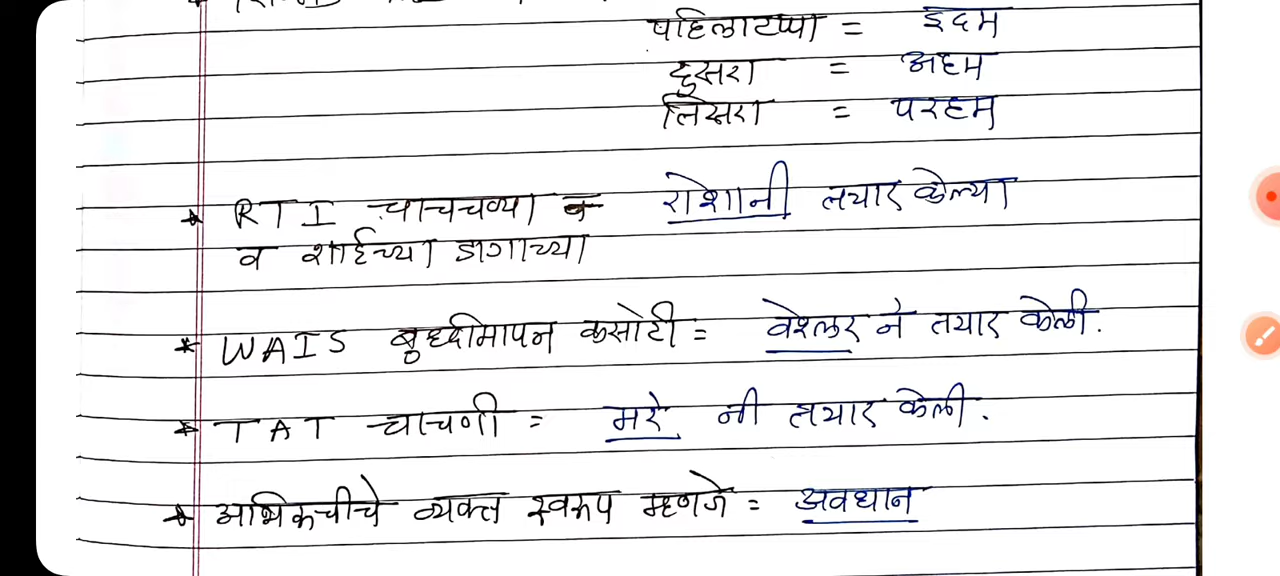 पहिलाटप्पा = इदम
दुसरा = अहम
तिसरा = परहम
* RTI चाचचण्या व रोशानी तयार केल्या
व शाईच्या डागाच्या
* WAIS बुध्दीमापन कसोटी = वेश्लर ने तयार केली.
* TAT चाचणी = मरे नी तयार केली.
* अभिरुचीचे व्यक्त स्वरुप म्हणजे = अवधान